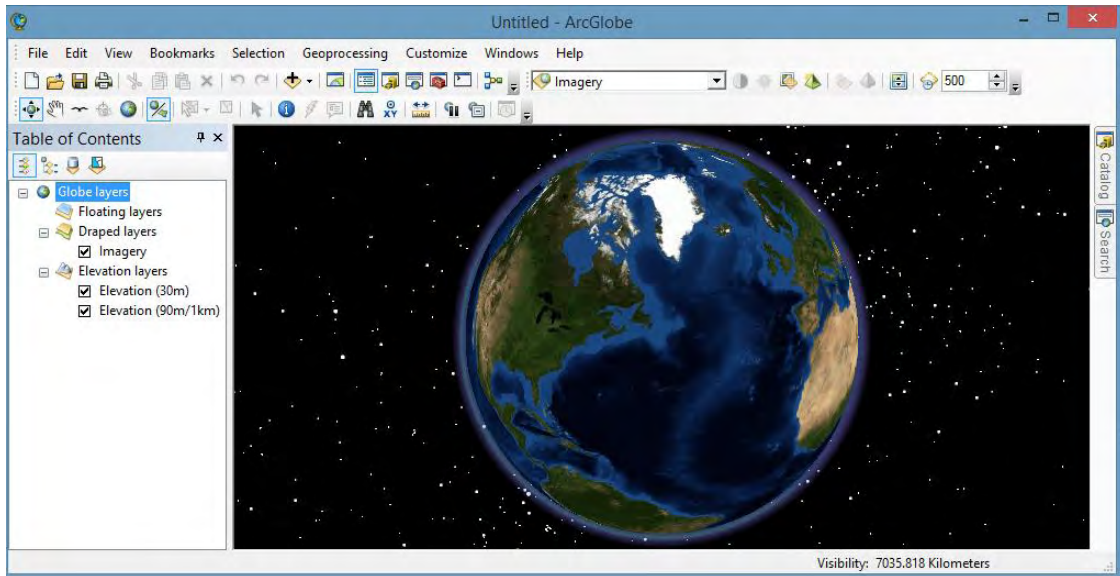 Untitled - ArcGlobe
File Edit View Bookmarks Selection Geoprocessing Customize Windows Help
Imagery 500
XY
Table of Contents
Globe layers
Floating layers
Draped layers
Imagery
Elevation layers
Elevation (30m)
Elevation (90m/1km)
Catalog
Search
Visibility: 7035.818 Kilometers